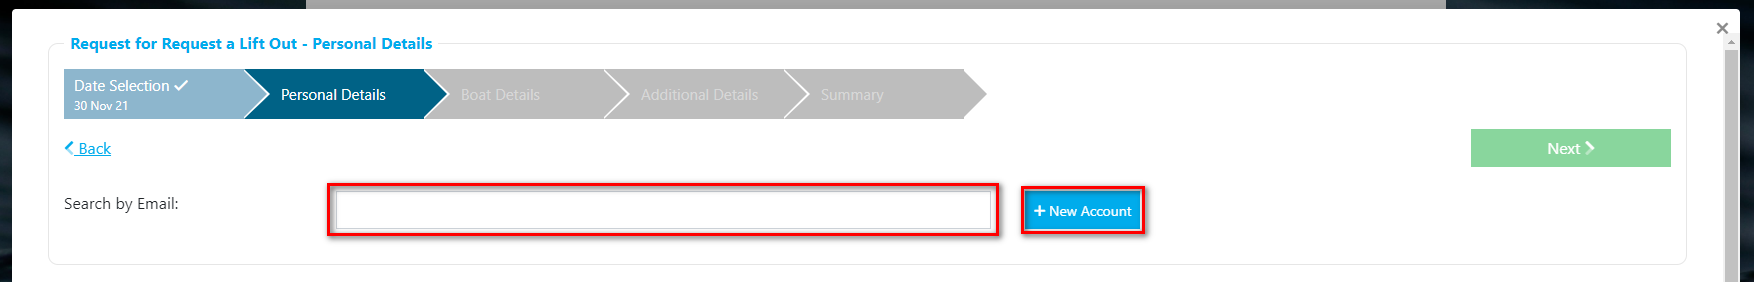 Request for Request a Lift Out - Personal Details
Date Selection
30 Nov 21
Personal Details
Boat Details
Additional Details
Summary
Back
Next
Search by Email:
+ New Account